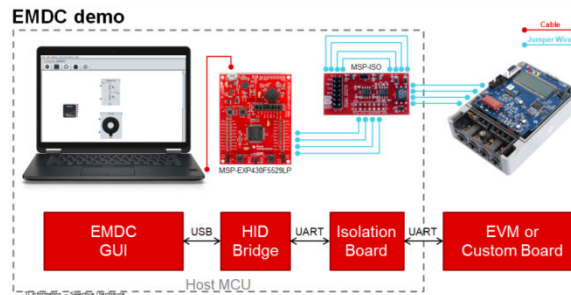 EMDC demo
Cable
Jumper Wire
MSP-ISO
MSP-EXP430F5529LP
EMDC
GUI
USB
HID
Bridge
UART
Isolation
Board
UART
EVM or
Custom Board
Host MCU